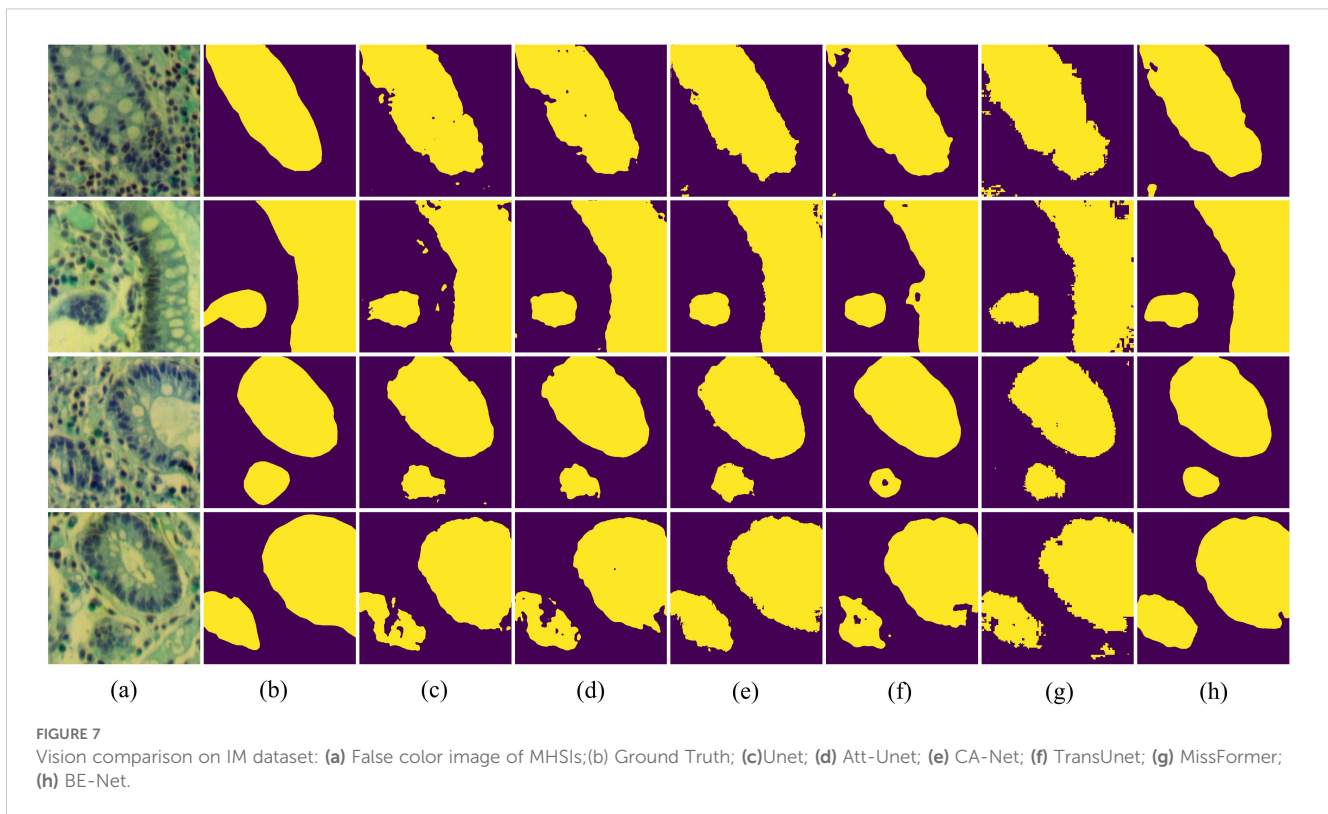 (a) (b) (c) (d) (e) (f) (g) (h)
FIGURE 7
Vision comparison on IM dataset: (a) False color image of MHSIs;(b) Ground Truth; (c)Unet; (d) Att-Unet; (e) CA-Net; (f) TransUnet; (g) MissFormer;
(h) BE-Net.